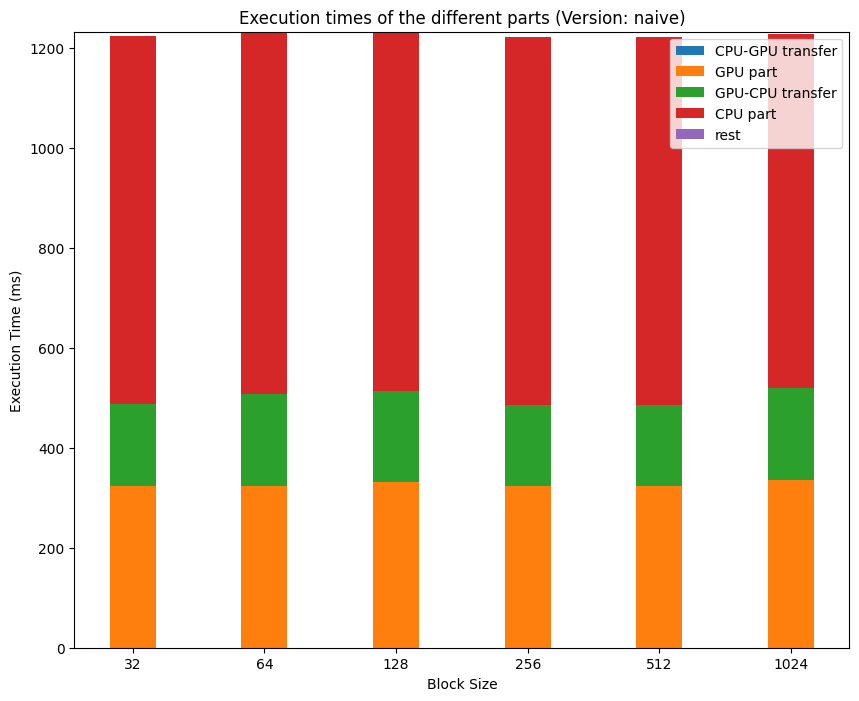 Execution times of the different parts (Version: naive)
CPU-GPU transfer
GPU part
GPU-CPU transfer
CPU part
rest
Execution Time (ms)
1200
1000
800
600
400
200
0
32 64 128 256 512 1024
Block Size